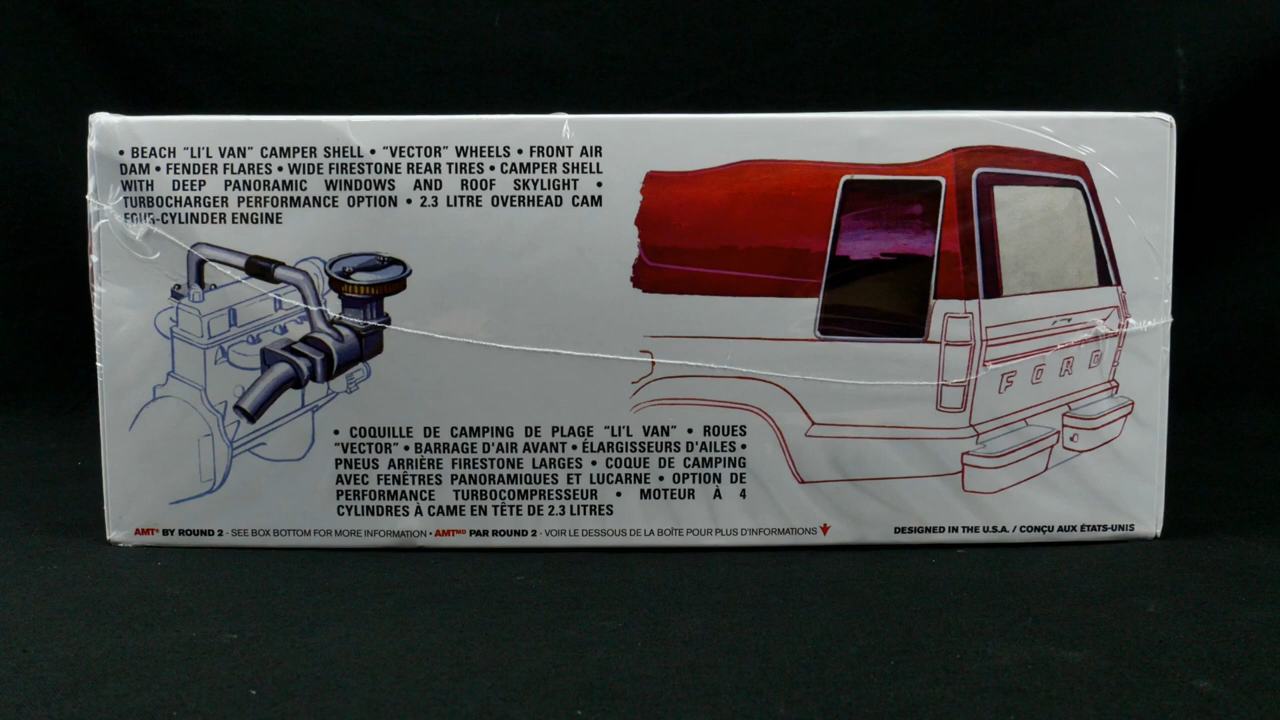 • BEACH "LI'L VAN" CAMPER SHELL • "VECTOR" WHEELS • FRONT AIR
DAM • FENDER FLARES • WIDE FIRESTONE REAR TIRES • CAMPER SHELL
WITH DEEP PANORAMIC WINDOWS AND ROOF SKYLIGHT •
TURBOCHARGER PERFORMANCE OPTION • 2.3 LITRE OVERHEAD CAM
FOUR-CYLINDER ENGINE
FORD
• COQUILLE DE CAMPING DE PLAGE "LI'L VAN" • ROUES
"VECTOR" • BARRAGE D'AIR AVANT • ÉLARGISSEURS D'AILES •
PNEUS ARRIÈRE FIRESTONE LARGES • COQUE DE CAMPING
AVEC FENÊTRES PANORAMIQUES ET LUCARNE • OPTION DE
PERFORMANCE TURBOCOMPRESSEUR • MOTEUR À 4
CYLINDRES À CAME EN TÊTE DE 2.3 LITRES
AMT® BY ROUND 2 - SEE BOX BOTTOM FOR MORE INFORMATION • AMTᴹᴰ PAR ROUND 2 - VOIR LE DESSOUS DE LA BOÎTE POUR PLUS D'INFORMATIONS
DESIGNED IN THE U.S.A. / CONÇU AUX ÉTATS-UNIS